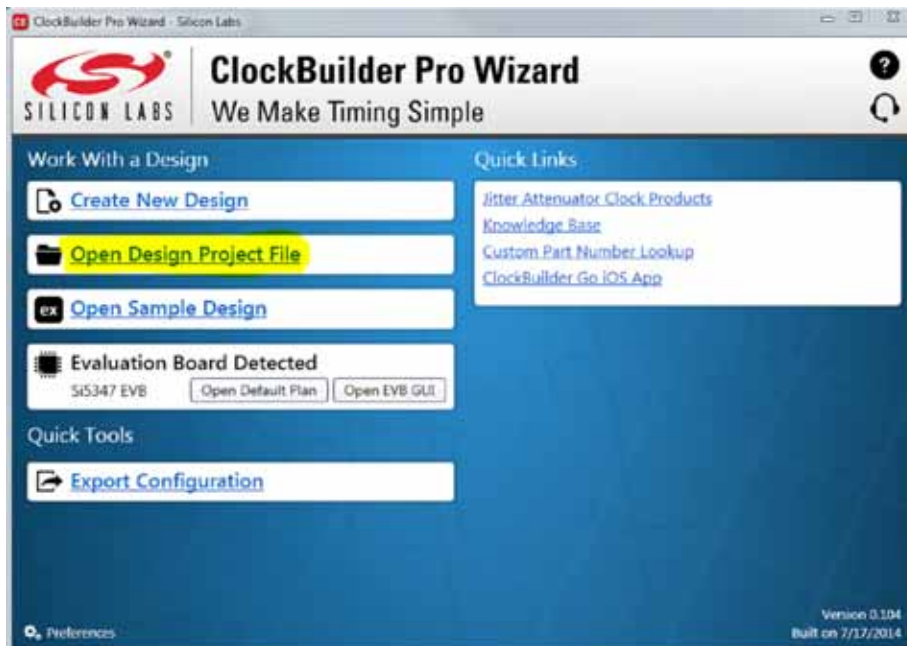 ClockBuilder Pro Wizard - Silicon Labs
SILICON LABS
ClockBuilder Pro Wizard
We Make Timing Simple
?
Work With a Design
Create New Design
Open Design Project File
ex Open Sample Design
Evaluation Board Detected
Si5347 EVB Open Default Plan Open EVB GUI
Quick Tools
Export Configuration
Quick Links
Jitter Attenuator Clock Products
Knowledge Base
Custom Part Number Lookup
ClockBuilder Go iOS App
Preferences
Version 0.104
Built on 7/17/2014